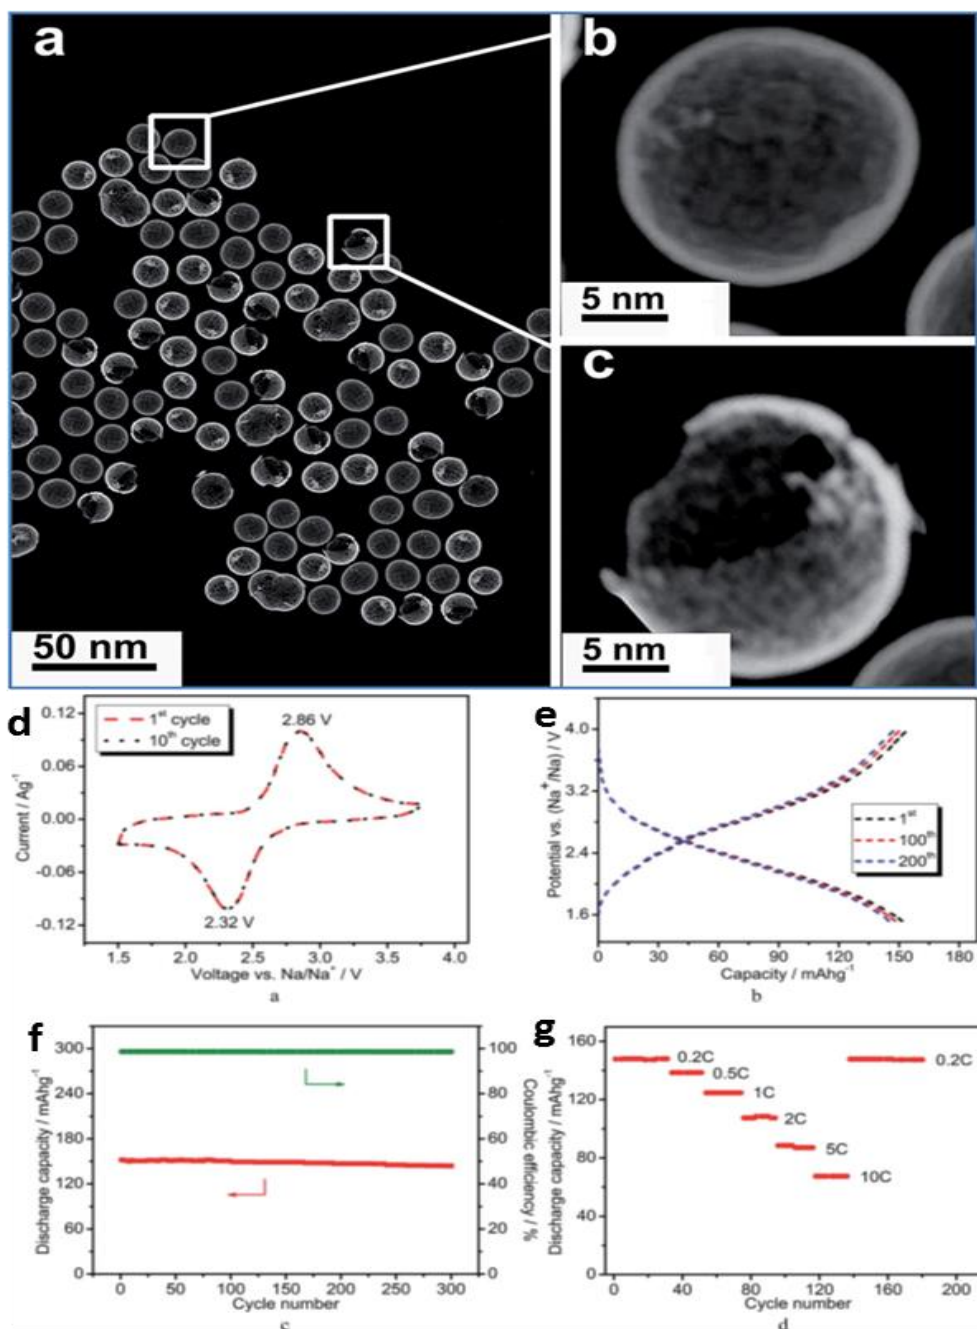 a
50 nm
b
5 nm
c
5 nm
d
0.12
0.06
0.00
-0.06
-0.12
Current / Ag⁻¹
1ˢᵗ cycle
10ᵗʰ cycle
2.86 V
2.32 V
1.5 2.0 2.5 3.0 3.5 4.0
Voltage vs. Na/Na⁺ / V
a
e
4.0
3.2
2.4
1.6
Potential vs. (Na⁺/Na) / V
1ˢᵗ
100ᵗʰ
200ᵗʰ
0 30 60 90 120 150 180
Capacity / mAhg⁻¹
b
f
300
240
180
120
60
0
Discharge capacity / mAhg⁻¹
100
80
60
40
20
0
Coulombic efficiency / %
0 50 100 150 200 250 300
Cycle number
c
g
160
120
80
40
0
Discharge capacity / mAhg⁻¹
0.2C
0.5C
1C
2C
5C
10C
0.2C
0 40 80 120 160 200
Cycle number
d